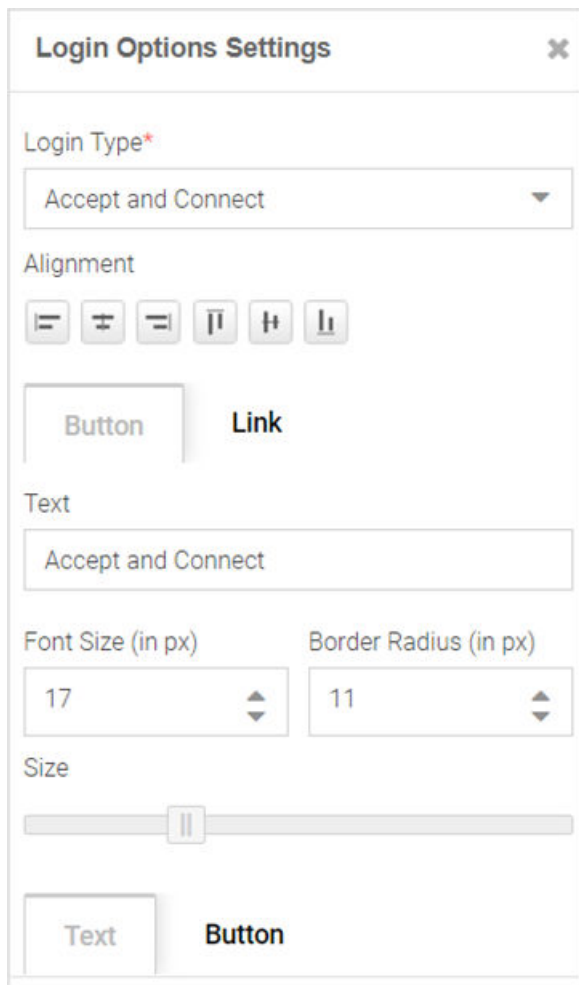 Login Options Settings
Login Type*
Accept and Connect
Alignment
Button Link
Text
Accept and Connect
Font Size (in px) Border Radius (in px)
17 11
Size
Text Button